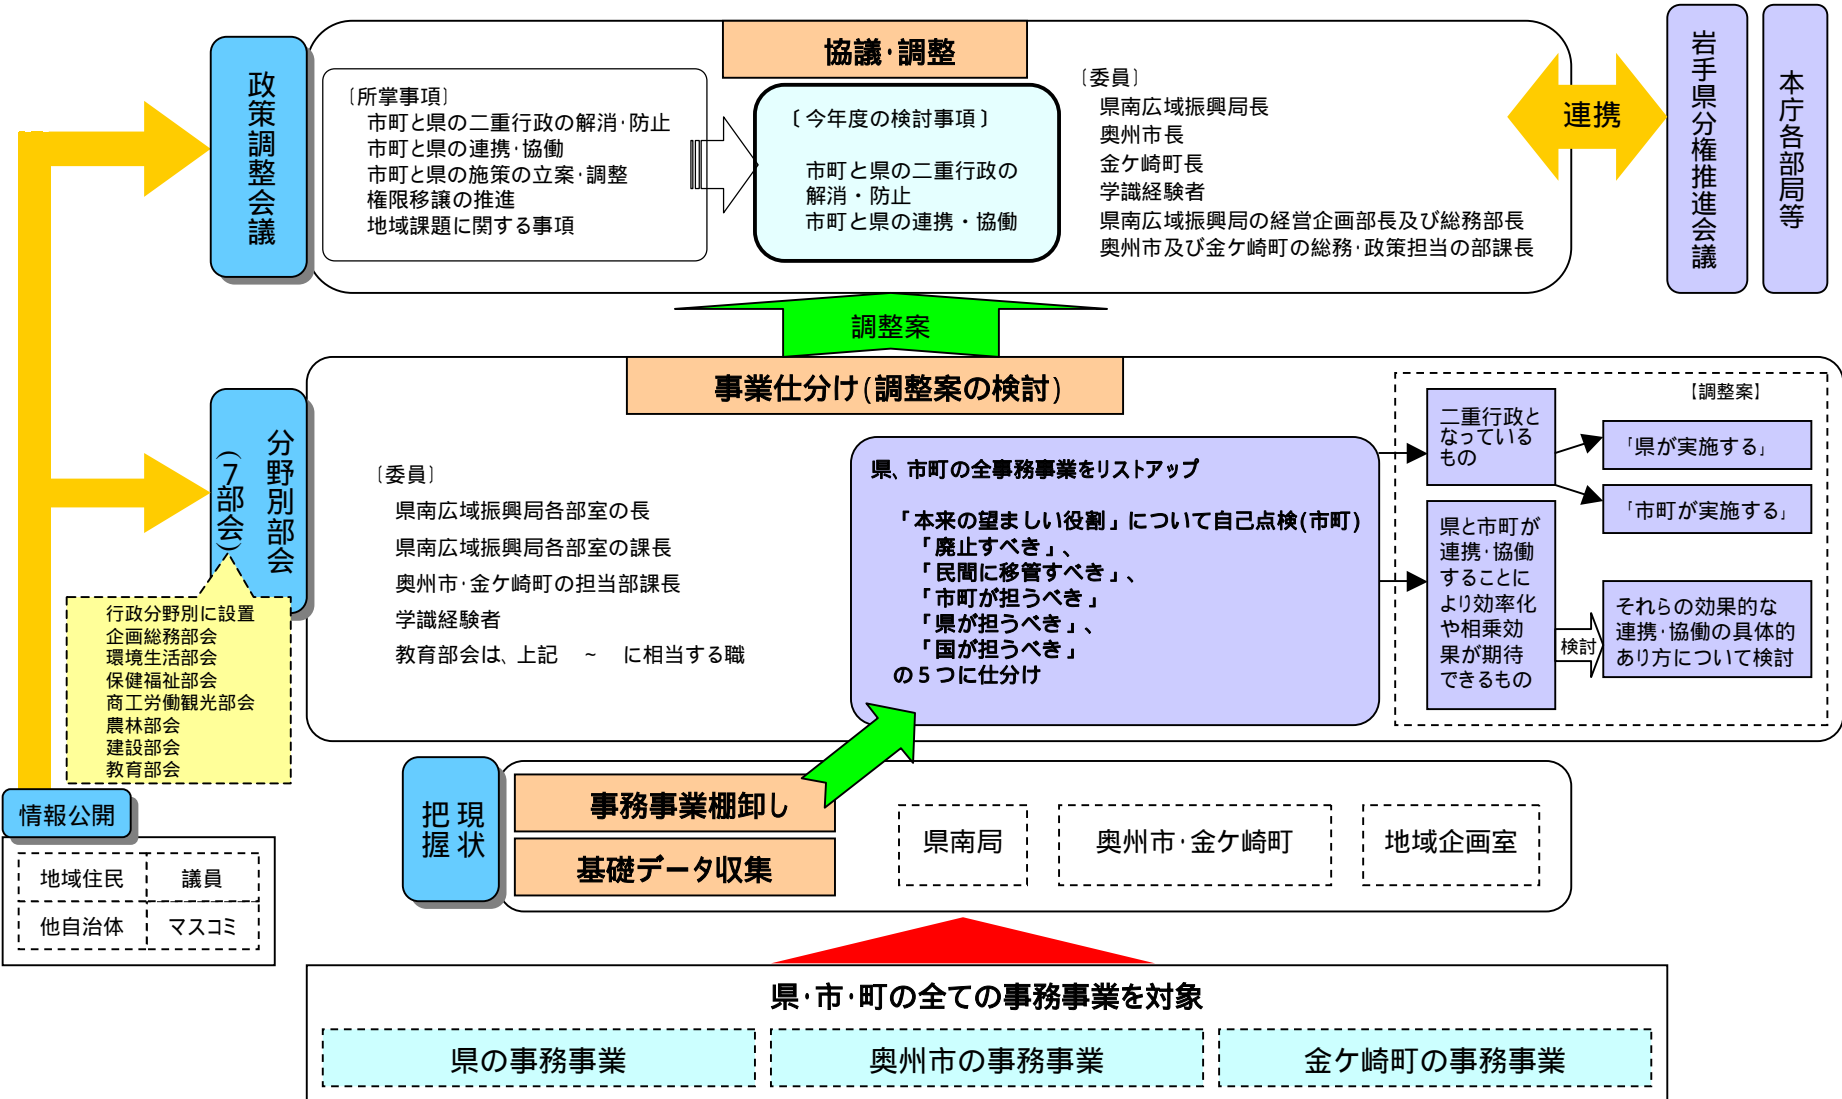 協議・調整
政策調整会議
〔所掌事項〕
市町と県の二重行政の解消・防止
市町と県の連携・協働
市町と県の施策の立案・調整
権限移譲の推進
地域課題に関する事項
〔今年度の検討事項〕
市町と県の二重行政の
解消・防止
市町と県の連携・協働
〔委員〕
県南広域振興局長
奥州市長
金ケ崎町長
学識経験者
県南広域振興局の経営企画部長及び総務部長
奥州市及び金ケ崎町の総務・政策担当の部課長
連携
岩手県分権推進会議
本庁各部局等
調整案
事業仕分け(調整案の検討)
分野別部会
(7部会)
〔委員〕
県南広域振興局各部室の長
県南広域振興局各部室の課長
奥州市・金ケ崎町の担当部課長
学識経験者
教育部会は、上記 ~ に相当する職
県、市町の全事務事業をリストアップ
「本来の望ましい役割」について自己点検(市町)
「廃止すべき」、
「民間に移管すべき」、
「市町が担うべき」
「県が担うべき」、
「国が担うべき」
の5つに仕分け
【調整案】
二重行政と
なっている
もの
「県が実施する」
「市町が実施する」
県と市町が
連携・協働
することに
より効率化
や相乗効
果が期待
できるもの
検討
それらの効果的な
連携・協働の具体的
あり方について検討
行政分野別に設置
企画総務部会
環境生活部会
保健福祉部会
商工労働観光部会
農林部会
建設部会
教育部会
情報公開
地域住民
議員
他自治体
マスコミ
現状
把握
事務事業棚卸し
基礎データ収集
県南局
奥州市・金ケ崎町
地域企画室
県・市・町の全ての事務事業を対象
県の事務事業
奥州市の事務事業
金ケ崎町の事務事業